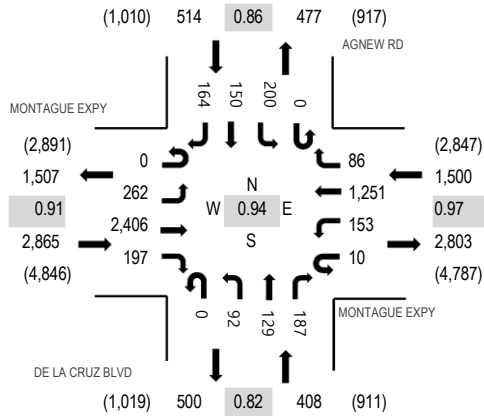 (1,010) 514 0.86 477 (917)
AGNEW RD
164 150 200 0
MONTAGUE EXPY
(2,891) (2,847)
0 86
1,507 1,500
262 N 1,251
0.91 W 0.94 E 0.97
2,406 153
2,865 S 2,803
197 10
(4,846) (4,787)
0 92 129 187
MONTAGUE EXPY
DE LA CRUZ BLVD
(1,019) 500 0.82 408 (911)